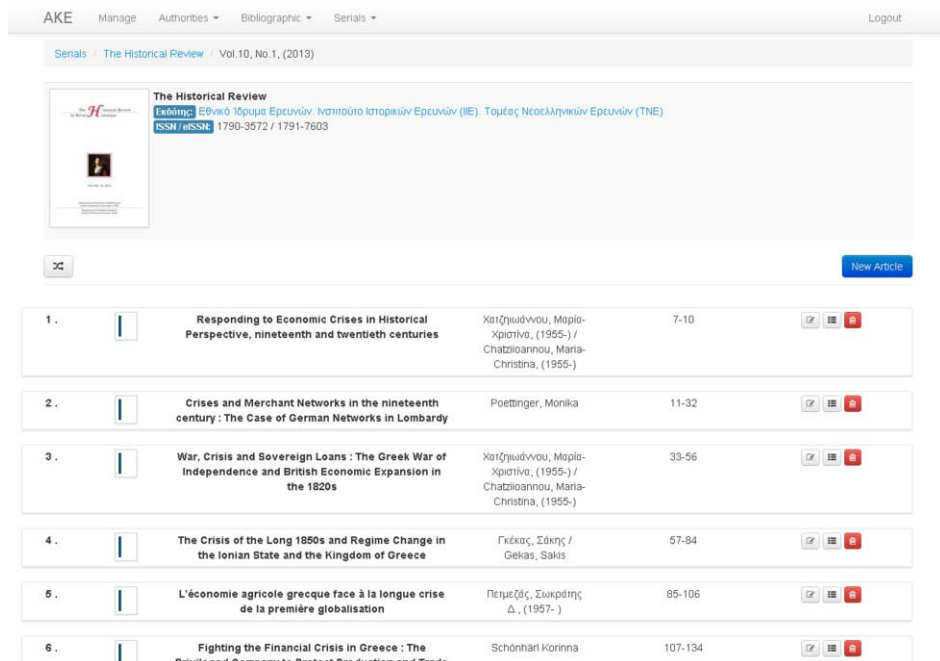 AKE Manage Authorities Bibliographic Serials Logout
Serials / The Historical Review / Vol.10, No.1, (2013)
The Historical Review
Εκδότης: Εθνικό Ίδρυμα Ερευνών. Ινστιτούτο Ιστορικών Ερευνών (ΙΙΕ). Τομέας Νεοελληνικών Ερευνών (ΤΝΕ)
ISSN / eISSN: 1790-3572 / 1791-7603
New Article
1 . Responding to Economic Crises in Historical Χατζηιωάννου, Μαρία- 7-10
Perspective, nineteenth and twentieth centuries Χριστίνα, (1955-) /
Chatziioannou, Maria-
Christina, (1955-)
2 . Crises and Merchant Networks in the nineteenth Poettinger, Monika 11-32
century : The Case of German Networks in Lombardy
3 . War, Crisis and Sovereign Loans : The Greek War of Χατζηιωάννου, Μαρία- 33-56
Independence and British Economic Expansion in Χριστίνα, (1955-) /
the 1820s Chatziioannou, Maria-
Christina, (1955-)
4 . The Crisis of the Long 1850s and Regime Change in Γκέκας, Σάκης / 57-84
the Ionian State and the Kingdom of Greece Gekas, Sakis
5 . L'économie agricole grecque face à la longue crise Πετμεζάς, Σωκράτης 85-106
de la première globalisation Δ., (1957- )
6 . Fighting the Financial Crisis in Greece : The Schönhärl Korinna 107-134
Privileged Company to Protect Production and Trade